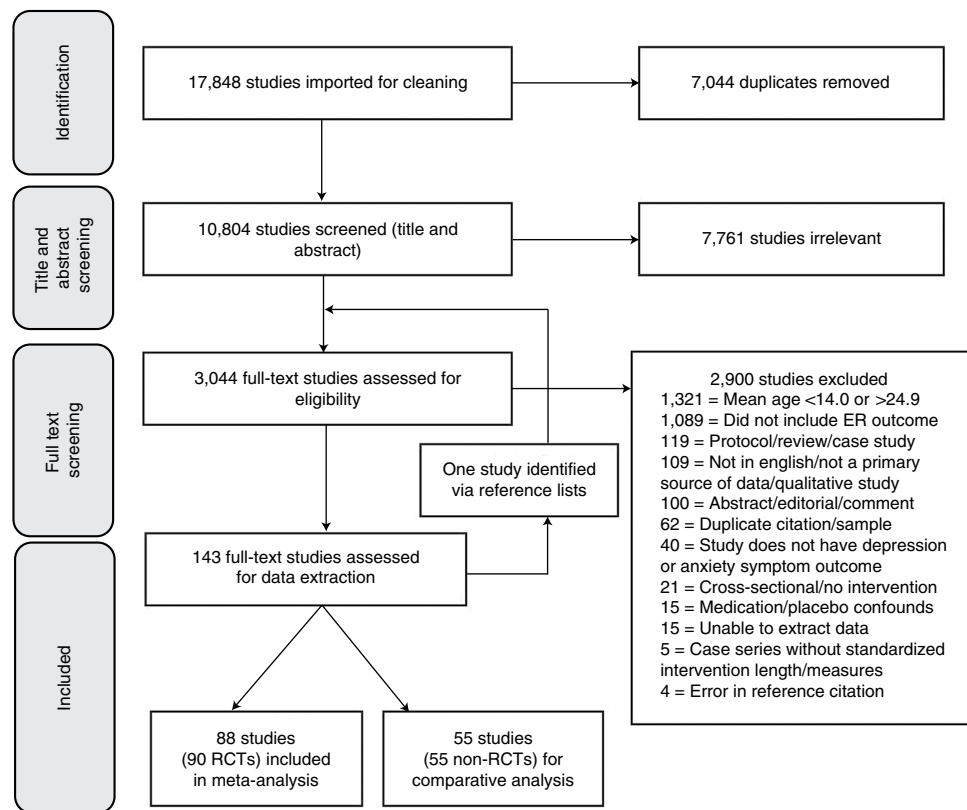 Identification
17,848 studies imported for cleaning
7,044 duplicates removed
Title and
abstract
screening
10,804 studies screened (title and
abstract)
7,761 studies irrelevant
Full text
screening
3,044 full-text studies assessed for
eligibility
2,900 studies excluded
1,321 = Mean age <14.0 or >24.9
1,089 = Did not include ER outcome
119 = Protocol/review/case study
109 = Not in english/not a primary
source of data/qualitative study
100 = Abstract/editorial/comment
62 = Duplicate citation/sample
40 = Study does not have depression
or anxiety symptom outcome
21 = Cross-sectional/no intervention
15 = Medication/placebo confounds
15 = Unable to extract data
5 = Case series without standardized
intervention length/measures
4 = Error in reference citation
One study identified
via reference lists
Included
143 full-text studies assessed
for data extraction
88 studies
(90 RCTs) included
in meta-analysis
55 studies
(55 non-RCTs) for
comparative analysis